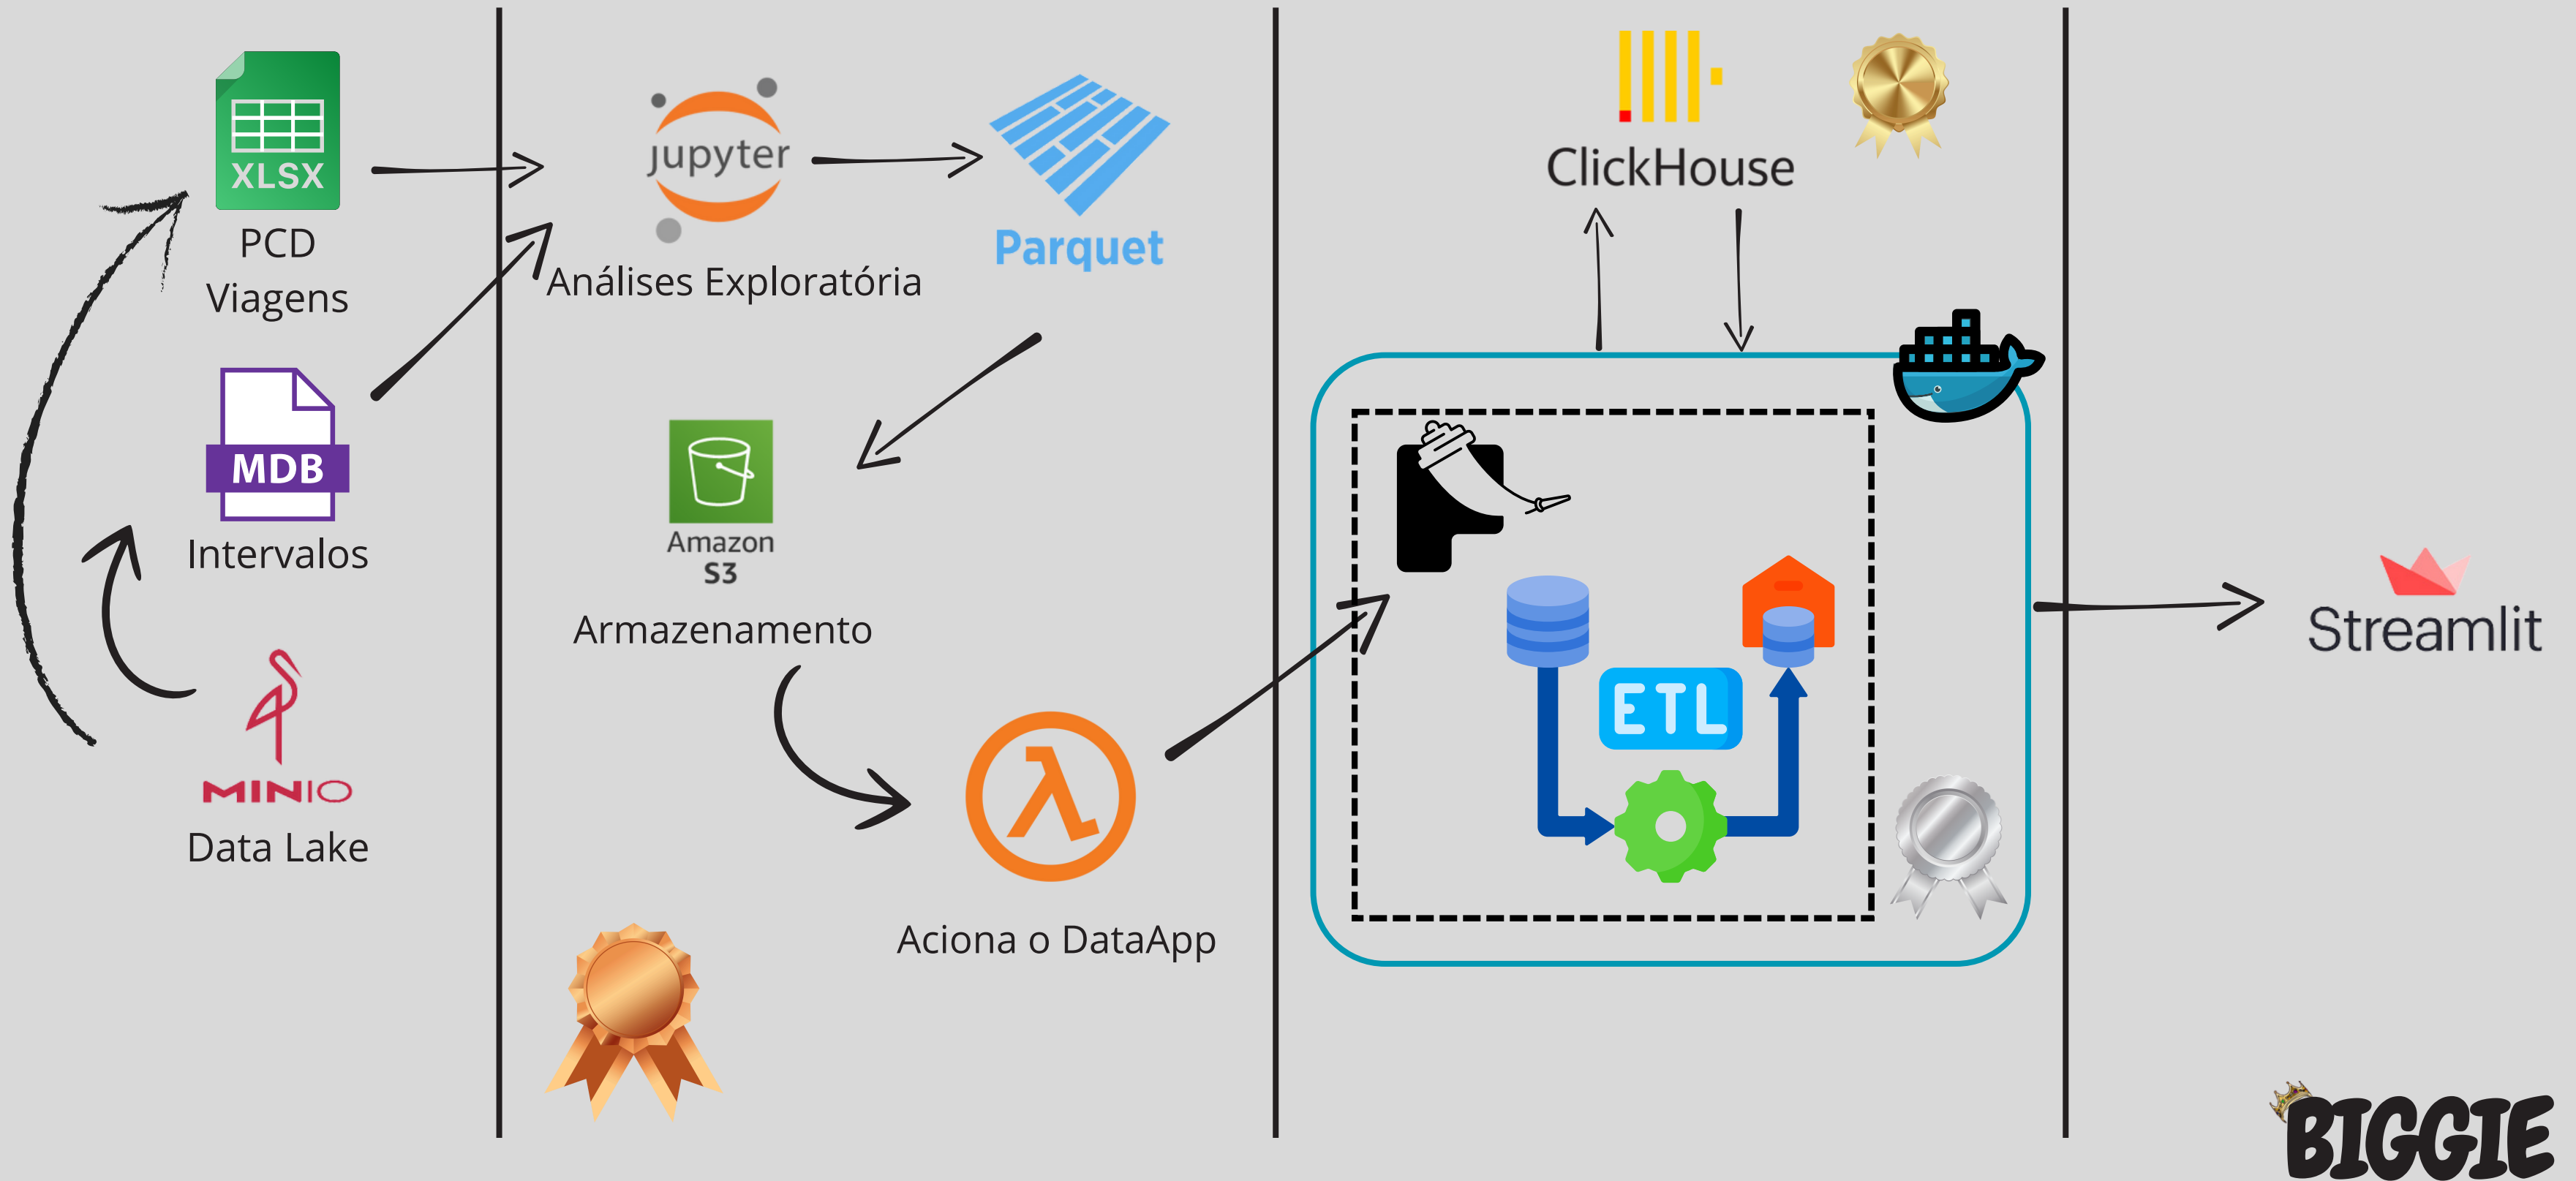 XLSX
PCD
Viagens
MDB
Intervalos
MINIO
Data Lake
jupyter
Análises Exploratória
Parquet
Amazon
S3
Armazenamento
Aciona o DataApp
ClickHouse
ETL
Streamlit
BIGGIE